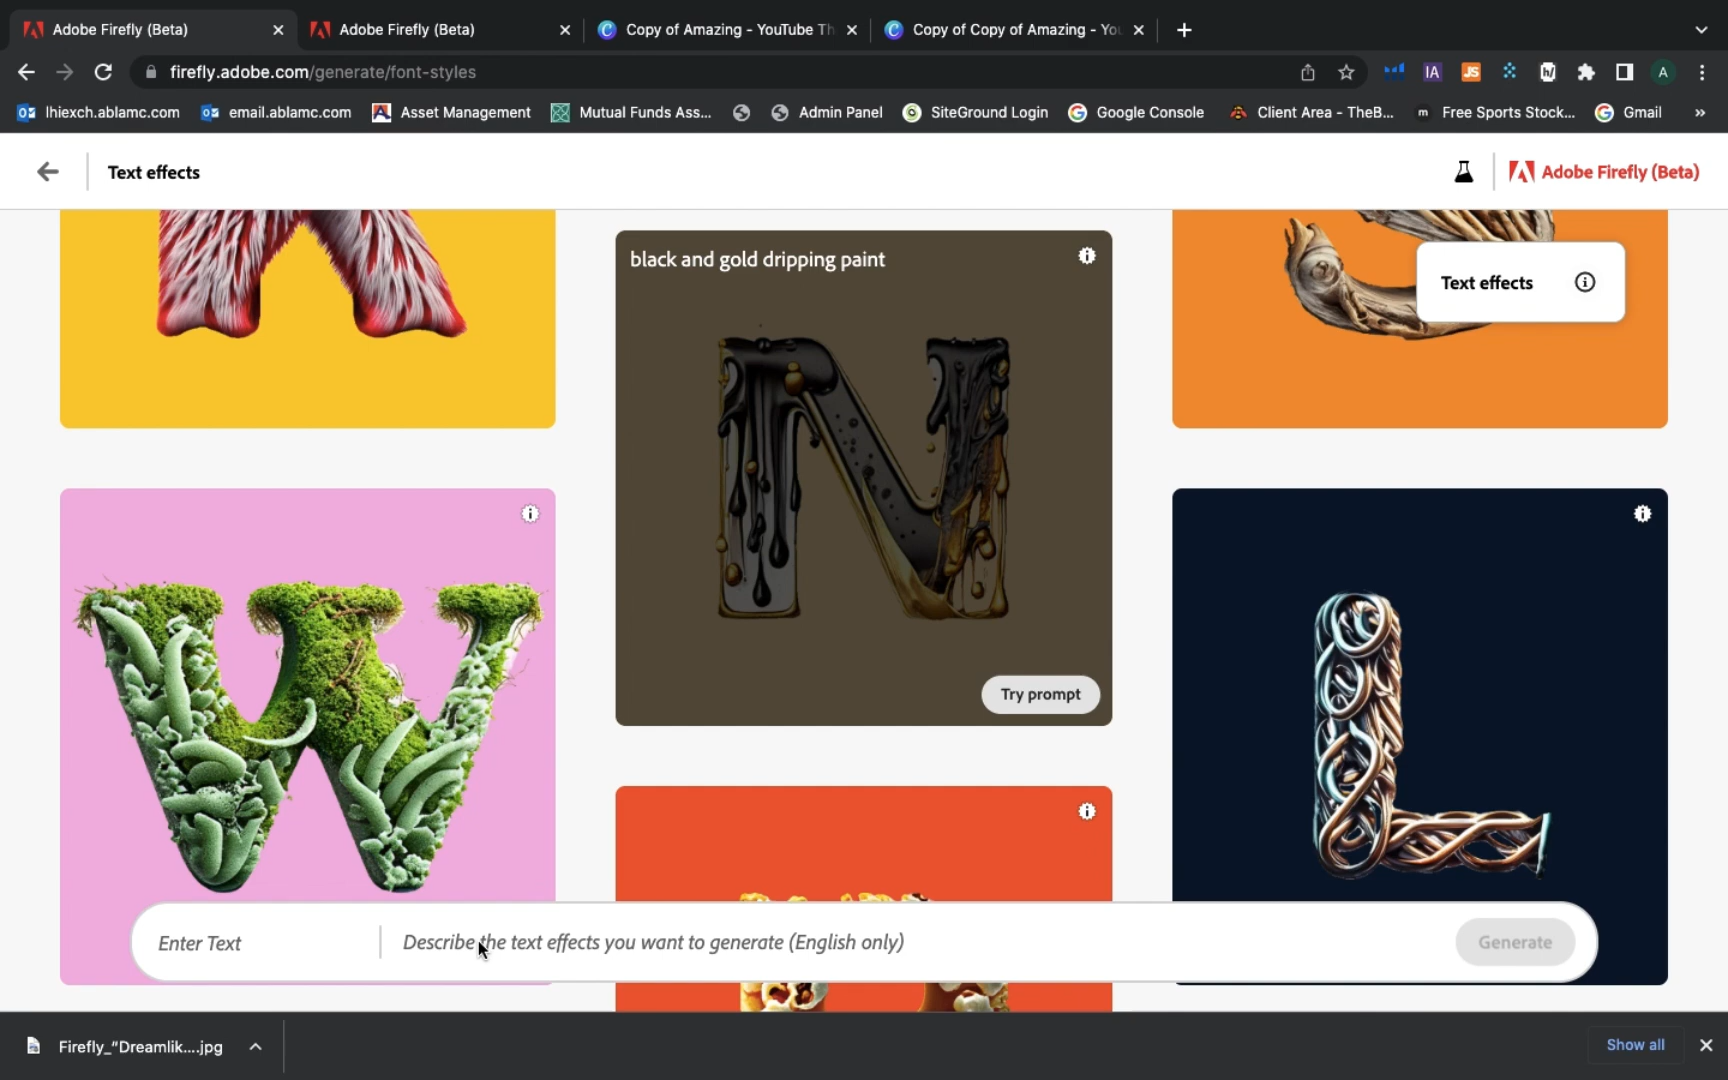 Adobe Firefly (Beta)
Adobe Firefly (Beta)
Copy of Amazing - YouTube Th
Copy of Copy of Amazing - You
firefly.adobe.com/generate/font-styles
IA
JS
A
lhiexch.ablamc.com
email.ablamc.com
Asset Management
Mutual Funds Ass...
Admin Panel
SiteGround Login
Google Console
Client Area - TheB...
m
Free Sports Stock...
Gmail
Text effects
Adobe Firefly (Beta)
black and gold dripping paint
Text effects
N
Try prompt
W
L
Enter Text
Describe the text effects you want to generate (English only)
Generate
Firefly_"Dreamlik....jpg
Show all